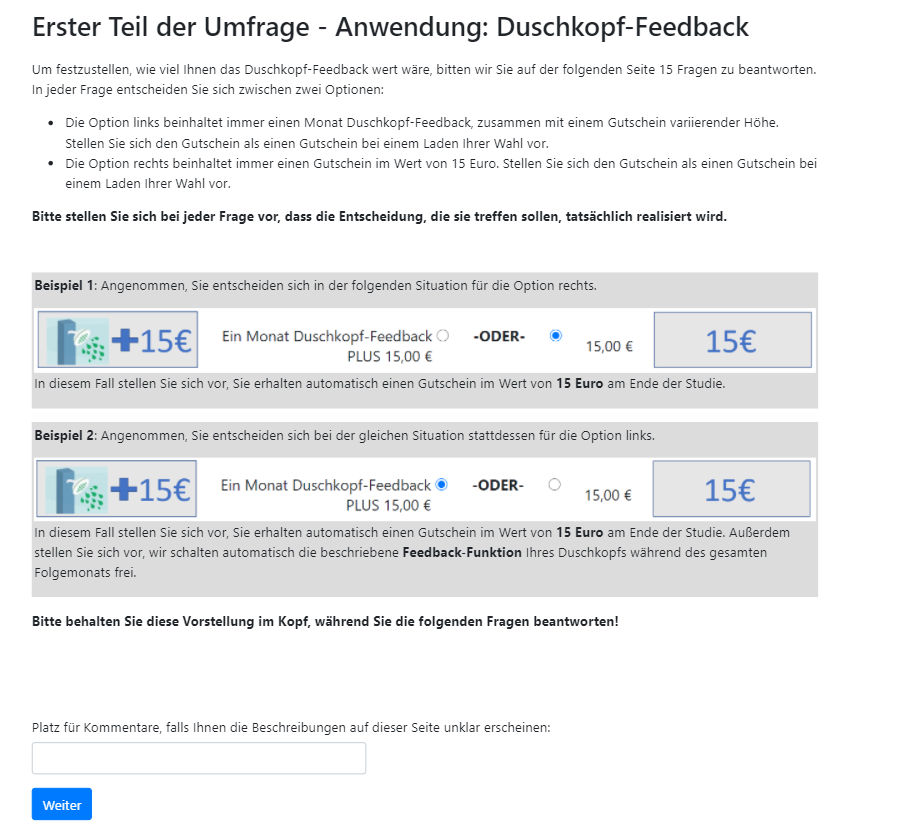 Erster Teil der Umfrage - Anwendung: Duschkopf-Feedback
Um festzustellen, wie viel Ihnen das Duschkopf-Feedback wert wäre, bitten wir Sie auf der folgenden Seite 15 Fragen zu beantworten.
In jeder Frage entscheiden Sie sich zwischen zwei Optionen:
• Die Option links beinhaltet immer einen Monat Duschkopf-Feedback, zusammen mit einem Gutschein variierender Höhe.
Stellen Sie sich den Gutschein als einen Gutschein bei einem Laden Ihrer Wahl vor.
• Die Option rechts beinhaltet immer einen Gutschein im Wert von 15 Euro. Stellen Sie sich den Gutschein als einen Gutschein bei
einem Laden Ihrer Wahl vor.
Bitte stellen Sie sich bei jeder Frage vor, dass die Entscheidung, die sie treffen sollen, tatsächlich realisiert wird.
Beispiel 1: Angenommen, Sie entscheiden sich in der folgenden Situation für die Option rechts.
+15€ Ein Monat Duschkopf-Feedback -ODER- 15€
PLUS 15,00 € 15,00 €
In diesem Fall stellen Sie sich vor, Sie erhalten automatisch einen Gutschein im Wert von 15 Euro am Ende der Studie.
Beispiel 2: Angenommen, Sie entscheiden sich bei der gleichen Situation stattdessen für die Option links.
+15€ Ein Monat Duschkopf-Feedback -ODER- 15€
PLUS 15,00 € 15,00 €
In diesem Fall stellen Sie sich vor, Sie erhalten automatisch einen Gutschein im Wert von 15 Euro am Ende der Studie. Außerdem
stellen Sie sich vor, wir schalten automatisch die beschriebene Feedback-Funktion Ihres Duschkopfs während des gesamten
Folgemonats frei.
Bitte behalten Sie diese Vorstellung im Kopf, während Sie die folgenden Fragen beantworten!
Platz für Kommentare, falls Ihnen die Beschreibungen auf dieser Seite unklar erscheinen:
Weiter